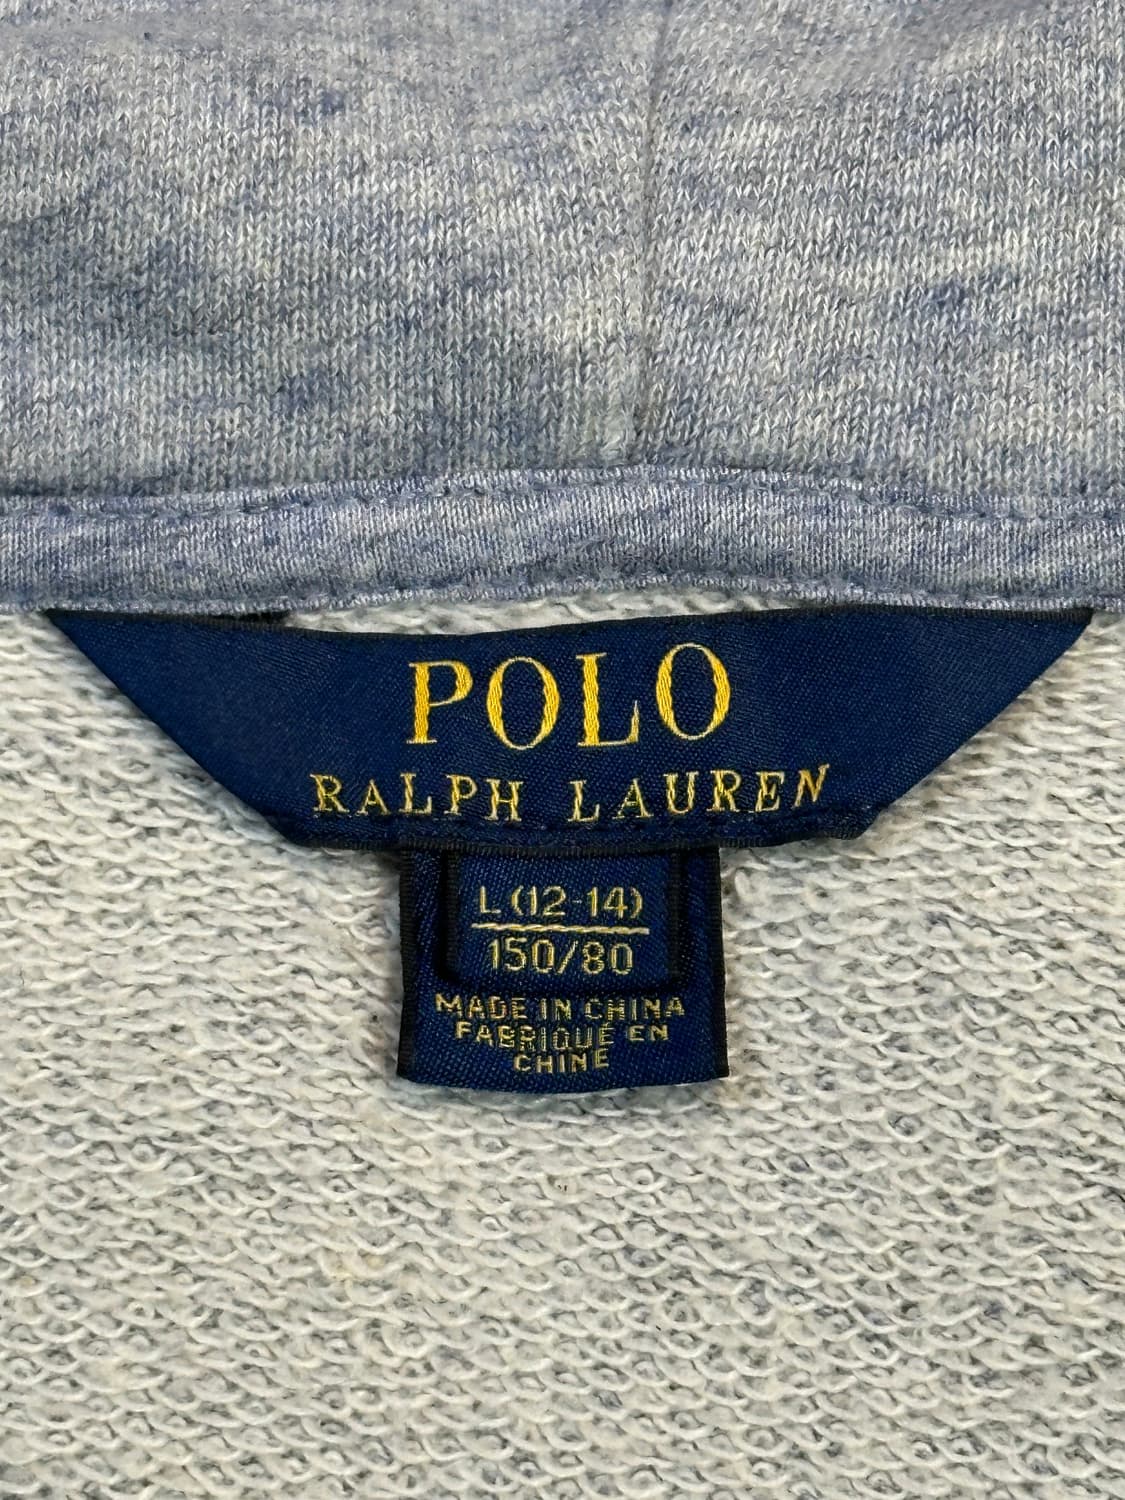 POLO
RALPH LAUREN
L (12-14)
150/80
MADE IN CHINA
FABRIQUÉ EN
CHINE